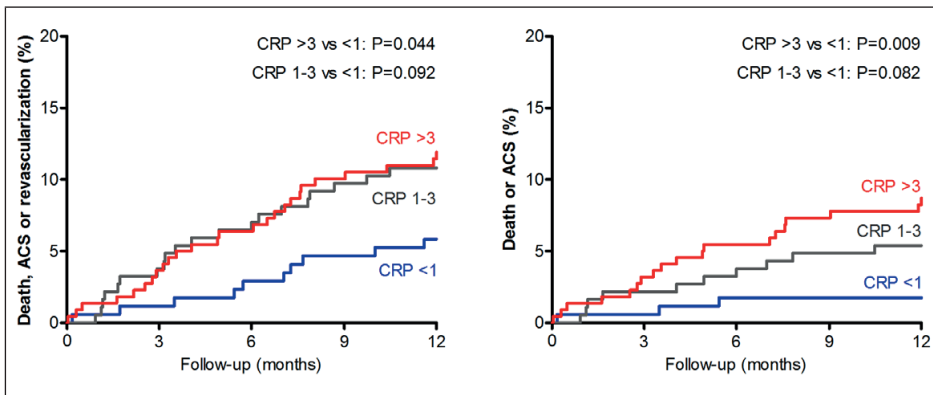 CRP >3 vs <1: P=0.044
CRP 1-3 vs <1: P=0.092
Death, ACS or revascularization (%)
20
15
10
5
0
CRP >3
CRP 1-3
CRP <1
0 3 6 9 12
Follow-up (months)
CRP >3 vs <1: P=0.009
CRP 1-3 vs <1: P=0.082
Death or ACS (%)
20
15
10
5
0
CRP >3
CRP 1-3
CRP <1
0 3 6 9 12
Follow-up (months)